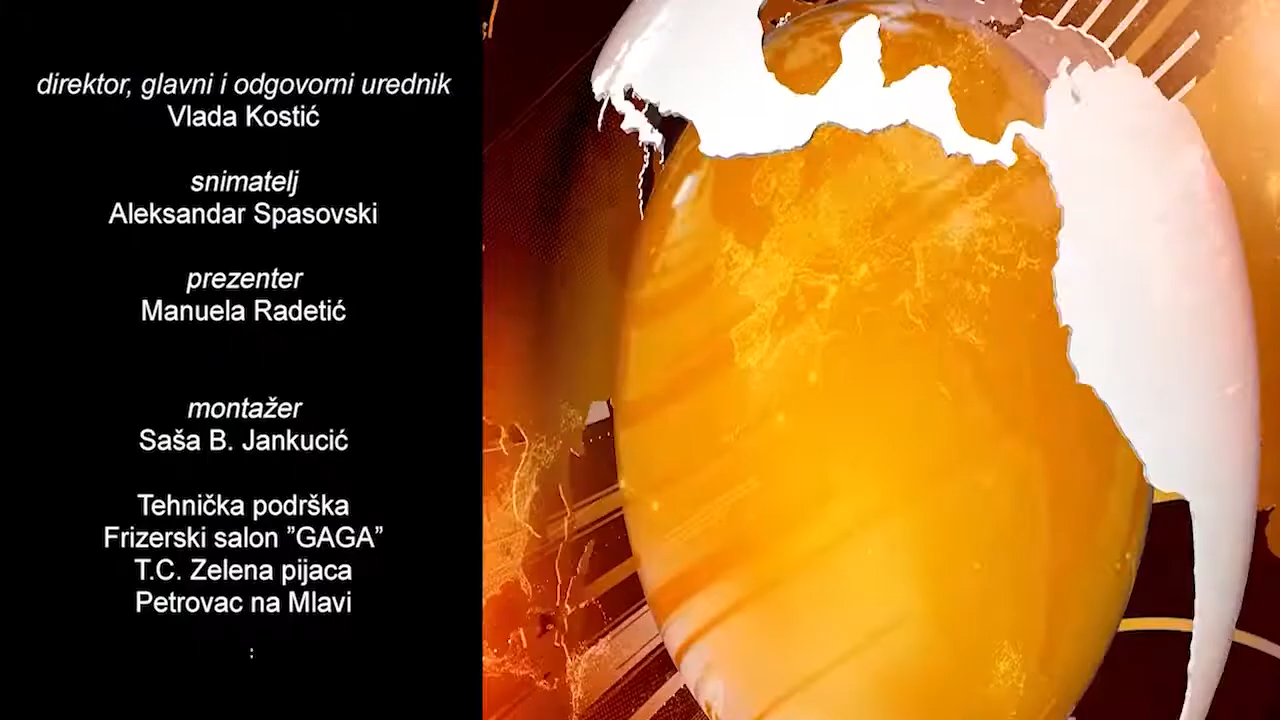 direktor, glavni i odgovorni urednik
Vlada Kostić
snimatelj
Aleksandar Spasovski
prezenter
Manuela Radetić
montažer
Saša B. Jankucić
Tehnička podrška
Frizerski salon ”GAGA”
T.C. Zelena pijaca
Petrovac na Mlavi
: